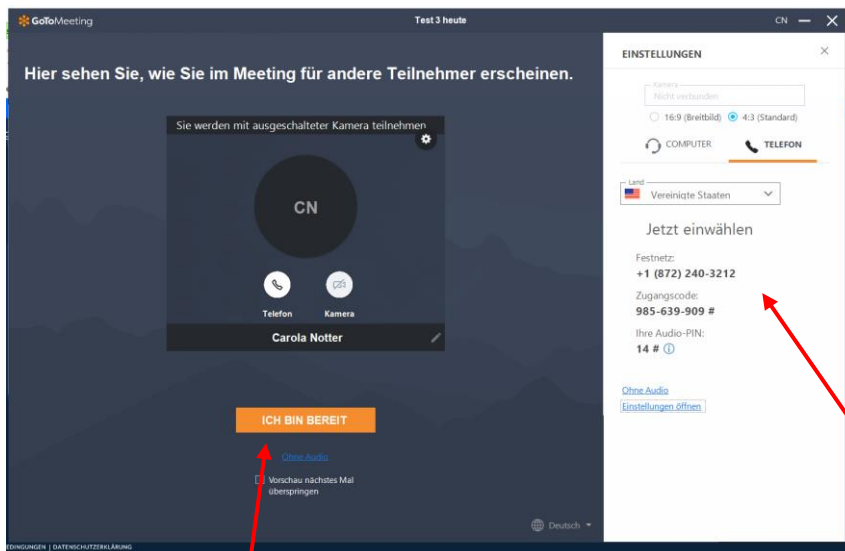 GoToMeeting
Test 3 heute
CN
Hier sehen Sie, wie Sie im Meeting für andere Teilnehmer erscheinen.
Sie werden mit ausgeschalteter Kamera teilnehmen
CN
Telefon Kamera
Carola Notter
ICH BIN BEREIT
Ohne Audio
Vorschau nächstes Mal
überspringen
Deutsch
EINSTELLUNGEN
Kamera
Nicht verbunden
16:9 (Breitbild) 4:3 (Standard)
COMPUTER TELEFON
Land
Vereinigte Staaten
Jetzt einwählen
Festnetz:
+1 (872) 240-3212
Zugangscode:
985-639-909 #
Ihre Audio-PIN:
14 #
Ohne Audio
Einstellungen öffnen
EDINGUNGEN | DATENSCHUTZERKLÄRUNG